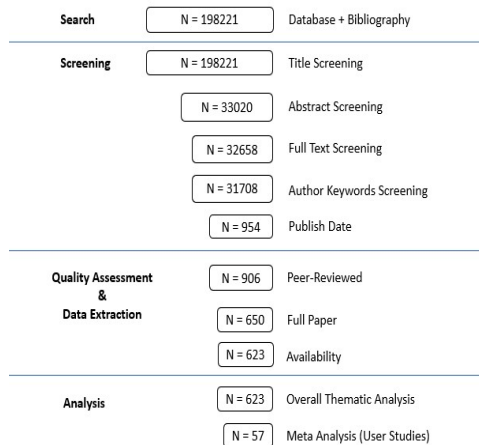 Search N = 198221 Database + Bibliography
Screening N = 198221 Title Screening
N = 33020 Abstract Screening
N = 32658 Full Text Screening
N = 31708 Author Keywords Screening
N = 954 Publish Date
Quality Assessment N = 906 Peer-Reviewed
&
Data Extraction N = 650 Full Paper
N = 623 Availability
Analysis N = 623 Overall Thematic Analysis
N = 57 Meta Analysis (User Studies)